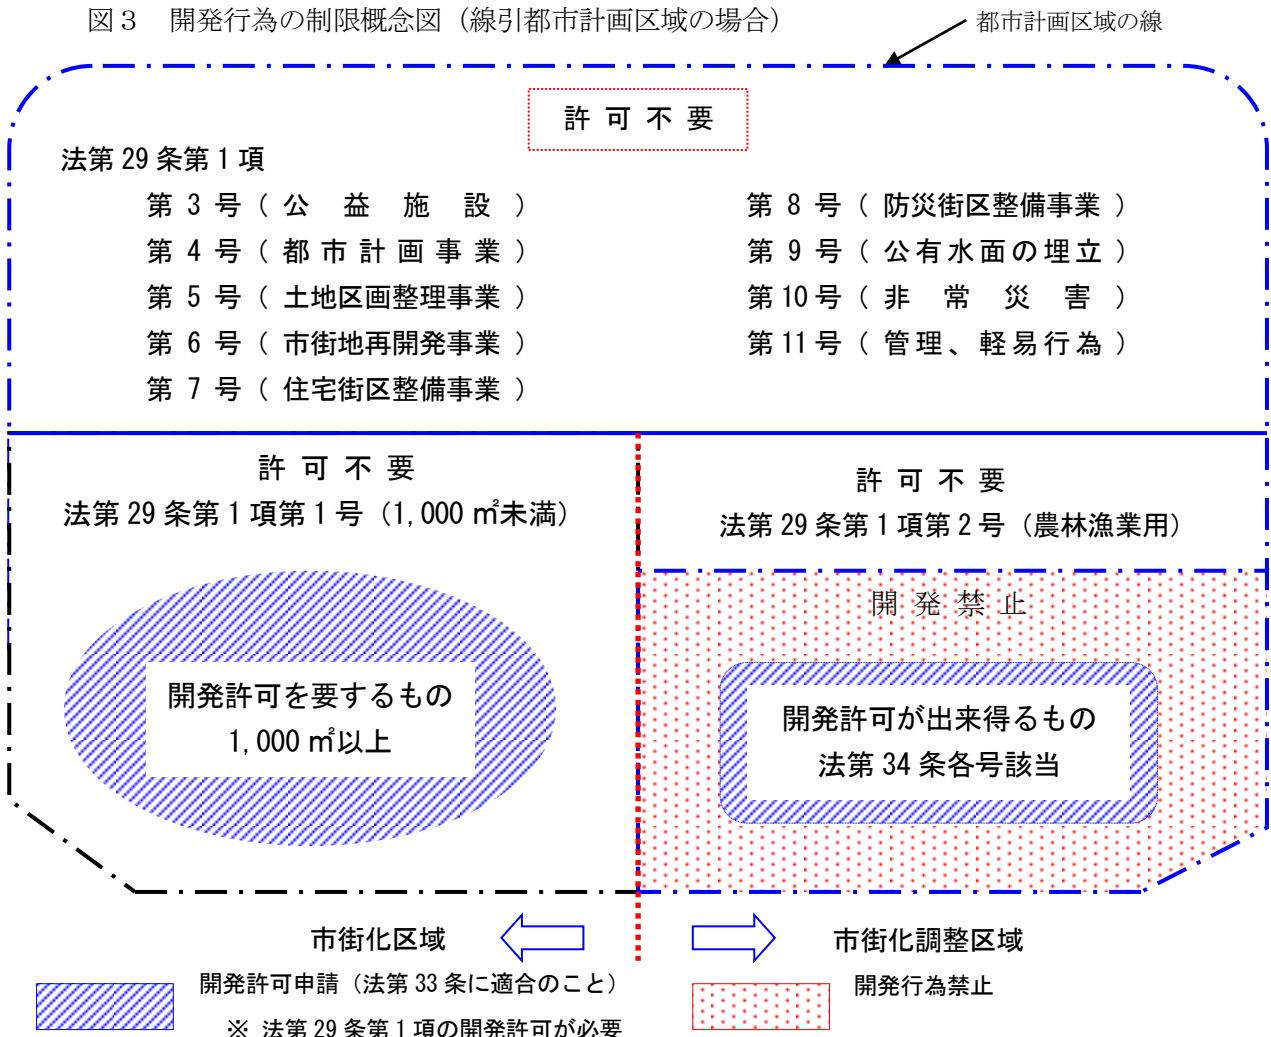 図３　開発行為の制限概念図（線引都市計画区域の場合）
都市計画区域の線
許可不要
法第29条第1項
第3号（公益施設）
第4号（都市計画事業）
第5号（土地区画整理事業）
第6号（市街地再開発事業）
第7号（住宅街区整備事業）
第8号（防災街区整備事業）
第9号（公有水面の埋立）
第10号（非常災害）
第11号（管理、軽易行為）
許可不要
法第29条第1項第1号（1,000㎡未満）
開発許可を要するもの
1,000㎡以上
許可不要
法第29条第1項第2号（農林漁業用）
開発禁止
開発許可が出来得るもの
法第34条各号該当
市街化区域
市街化調整区域
開発許可申請（法第33条に適合のこと）
※ 法第29条第1項の開発許可が必要
開発行為禁止